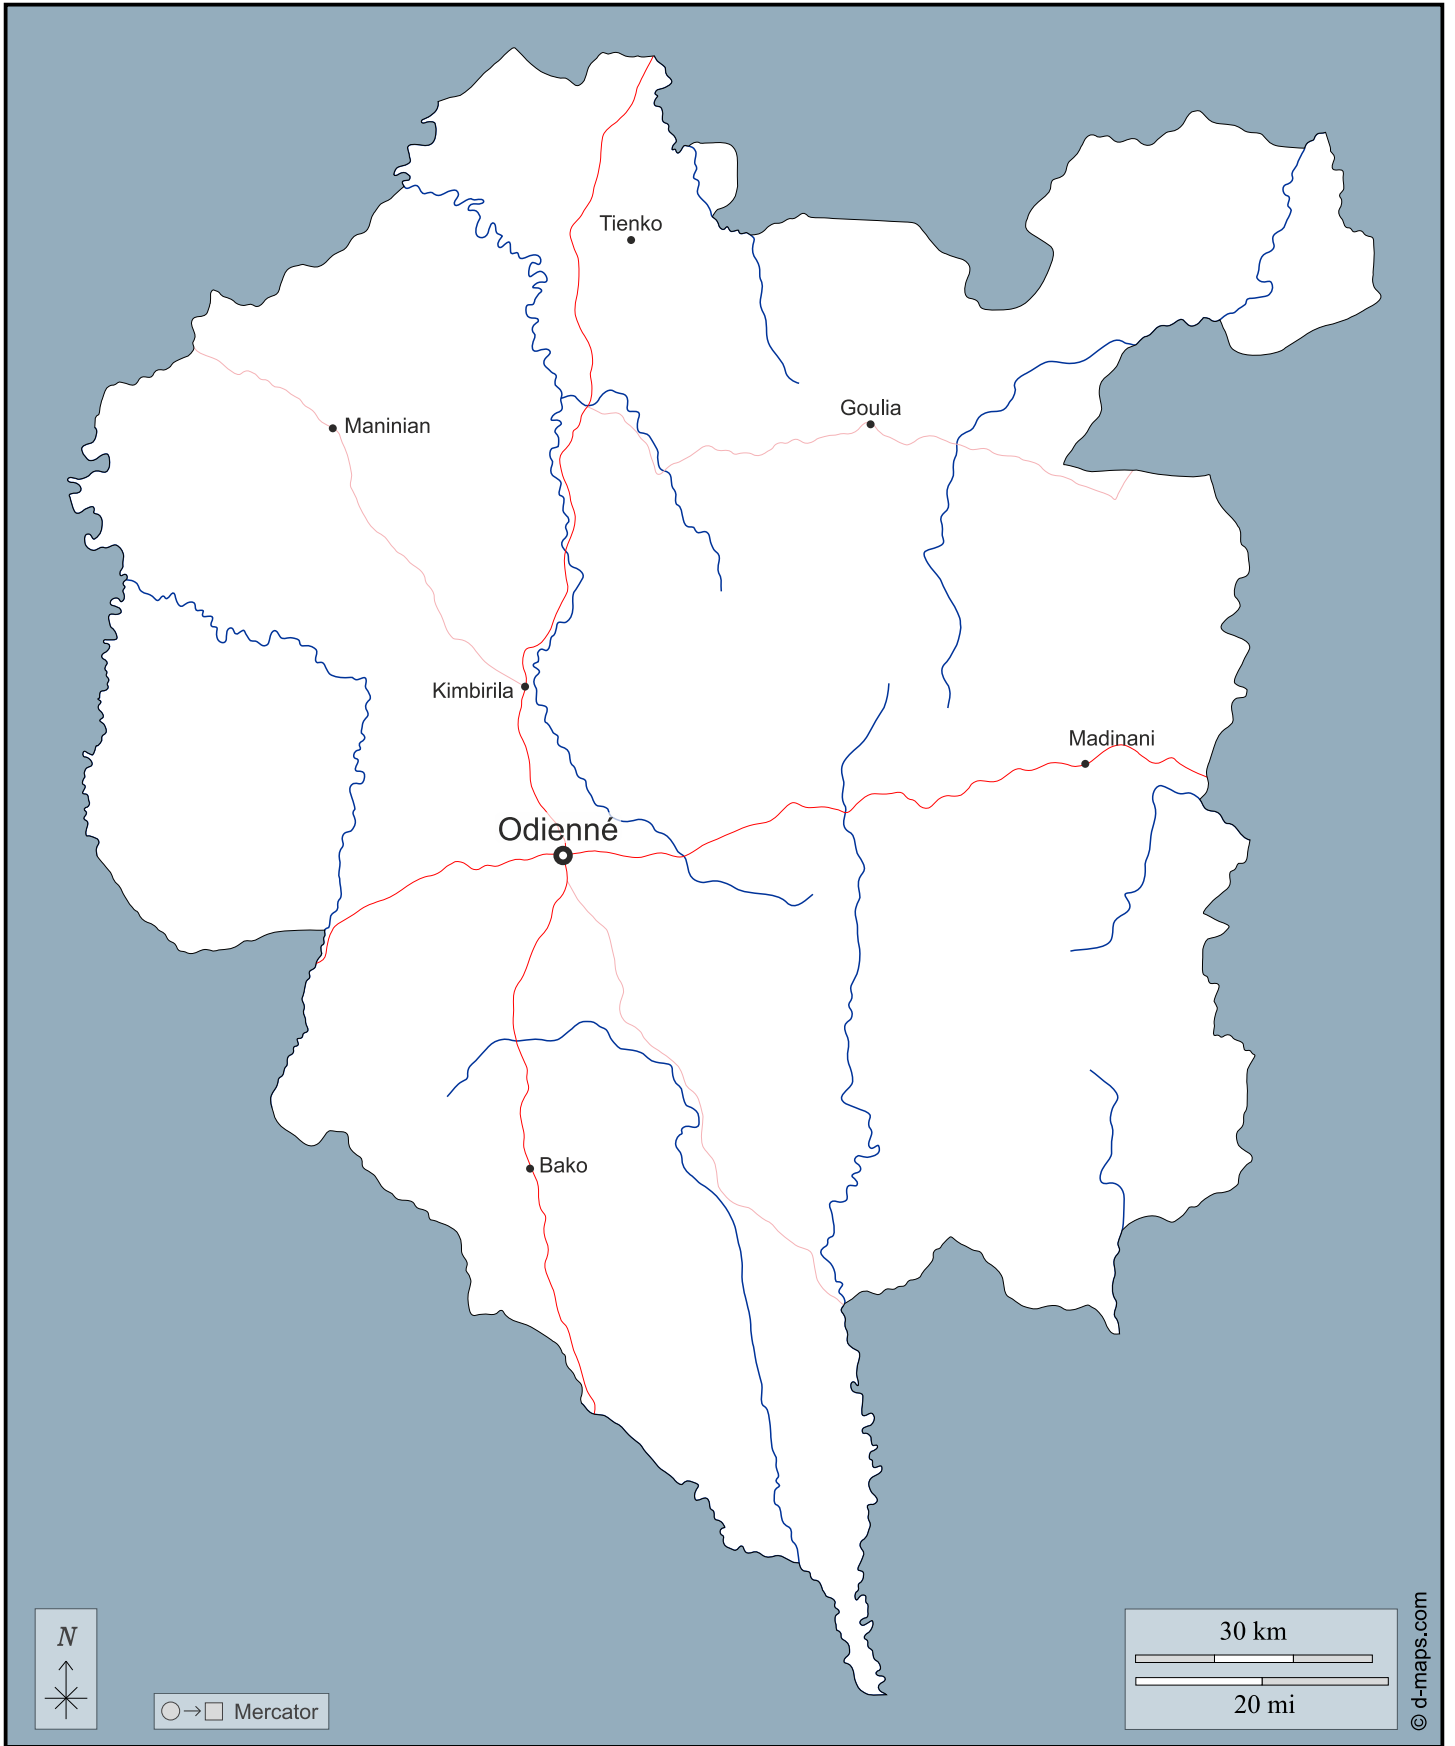 Tienko
Goulia
Maninian
Kimbirila
Madinani
Odienné
Bako
N
Mercator
30 km
20 mi
© d-maps.com